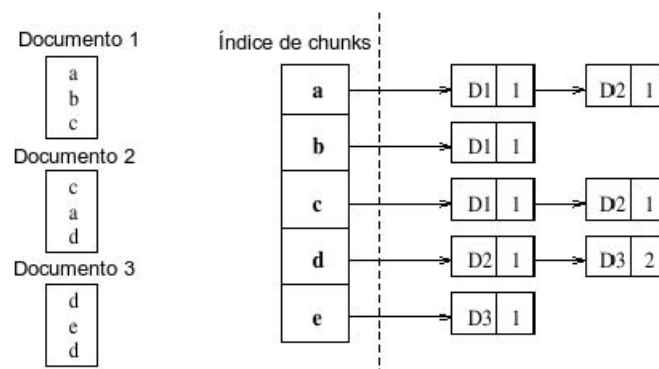 Documento 1
a
b
c
Documento 2
c
a
d
Documento 3
d
e
d
Índice de chunks
a D1 1 D2 1
b D1 1
c D1 1 D2 1
d D2 1 D3 2
e D3 1